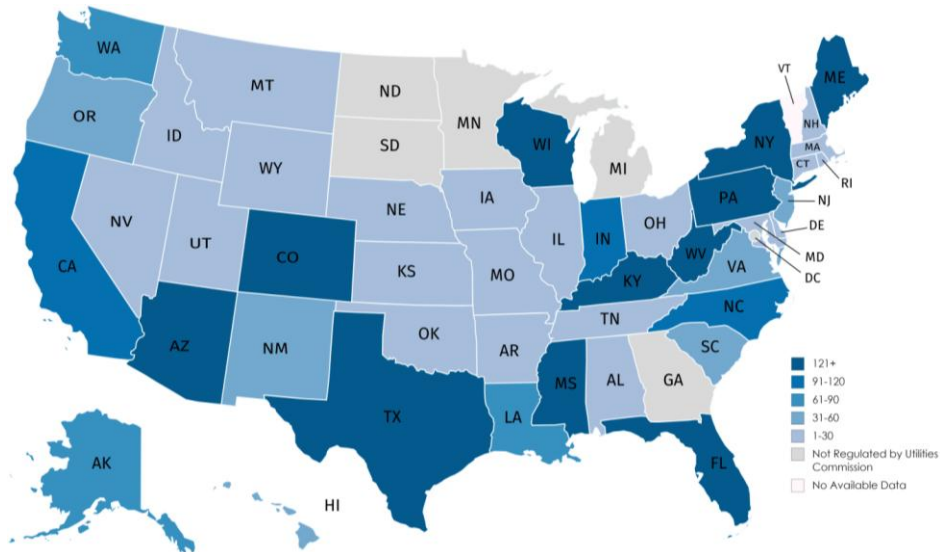 WA
VT
ME
MT
ND
OR
MN
NH
ID
SD
WI
NY
MA
MI
CT
RI
WY
PA
NJ
IA
NE
OH
DE
NV
IL
IN
UT
WV
MD
CO
VA
DC
CA
KS
MO
KY
NC
TN
OK
AZ
NM
AR
SC
MS
AL
GA
TX
LA
AK
FL
HI
121+
91-120
61-90
31-60
1-30
Not Regulated by Utilities
Commission
No Available Data